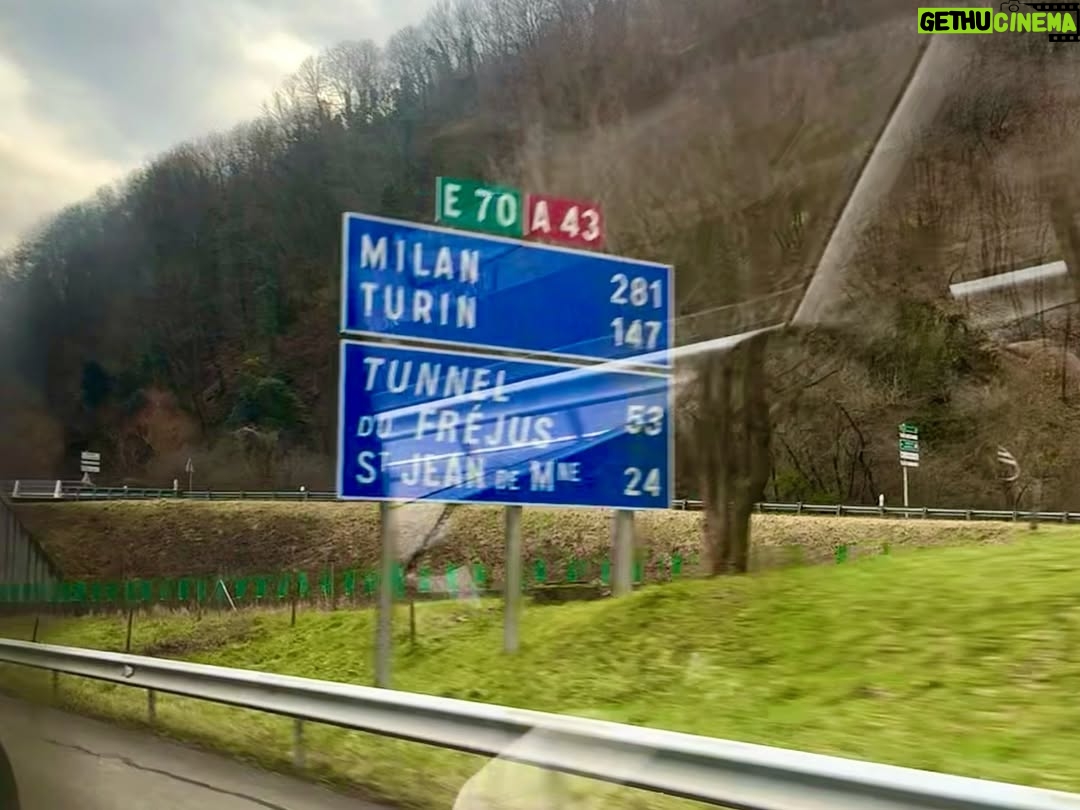 GETHU CINEMA
E 70 A 43
MILAN 281
TURIN 147
TUNNEL
DU FRÉJUS 53
ST JEAN DE MNE 24